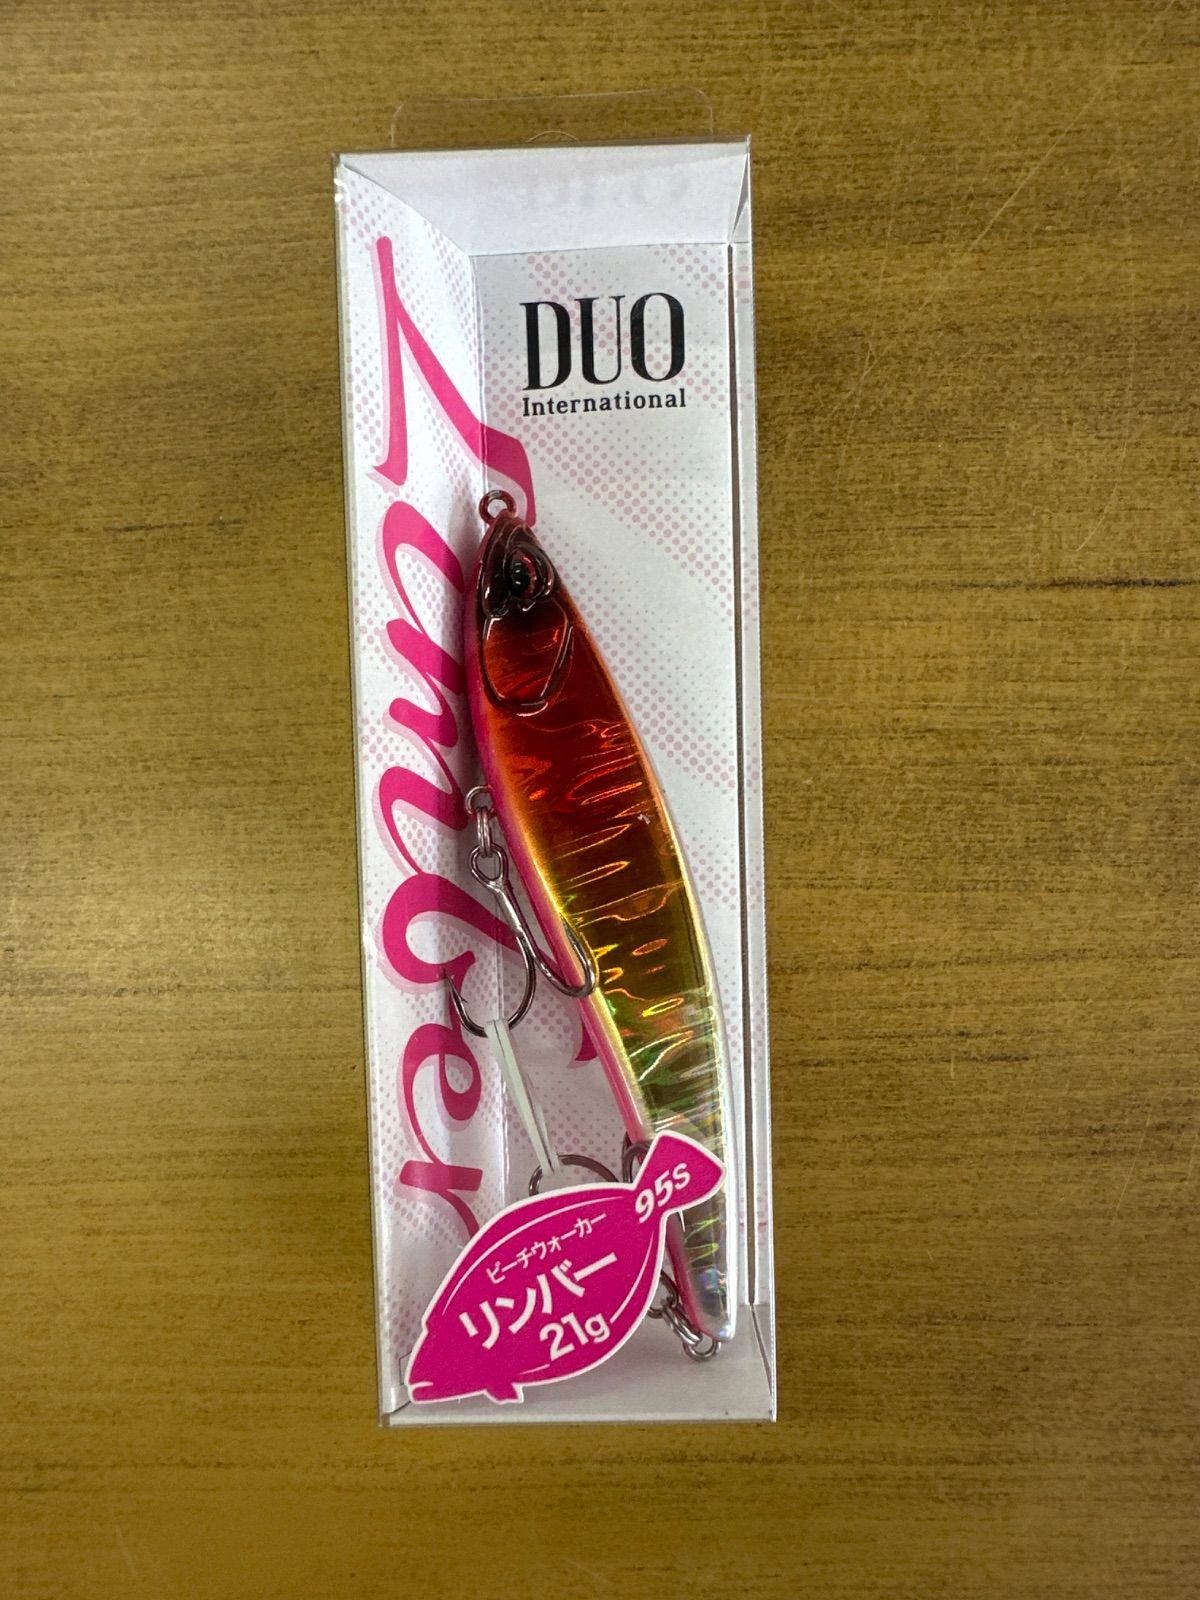 DUO
International
Limber
95S
ビーチウォーカー
リンバー
21g